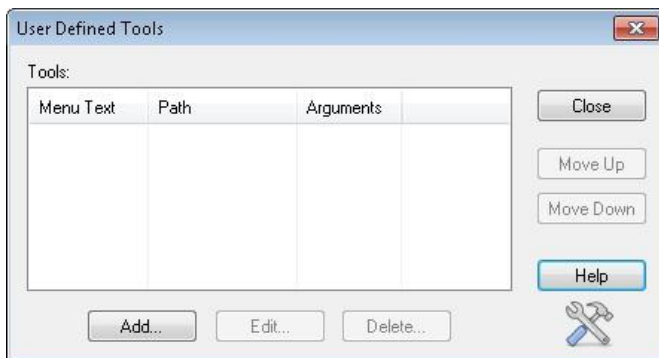 User Defined Tools
Tools:
Menu Text Path Arguments
Close
Move Up
Move Down
Help
Add... Edit... Delete...